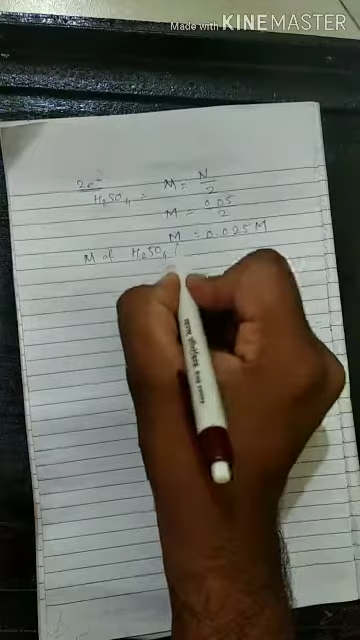 Made with KINEMASTER
2e⁻
H₂SO₄ = M = N/2
M = 0.05/2
M = 0.025 M
M of H₂SO₄